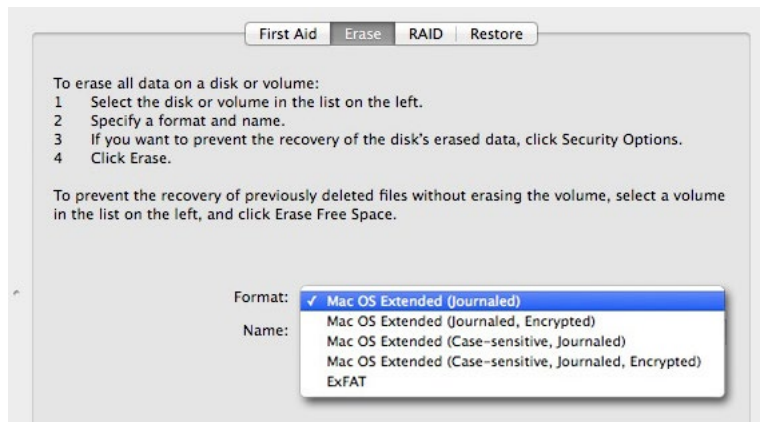 First Aid Erase RAID Restore
To erase all data on a disk or volume:
1 Select the disk or volume in the list on the left.
2 Specify a format and name.
3 If you want to prevent the recovery of the disk's erased data, click Security Options.
4 Click Erase.
To prevent the recovery of previously deleted files without erasing the volume, select a volume
in the list on the left, and click Erase Free Space.
Format: ✓ Mac OS Extended (Journaled)
Name: Mac OS Extended (Journaled, Encrypted)
Mac OS Extended (Case-sensitive, Journaled)
Mac OS Extended (Case-sensitive, Journaled, Encrypted)
ExFAT